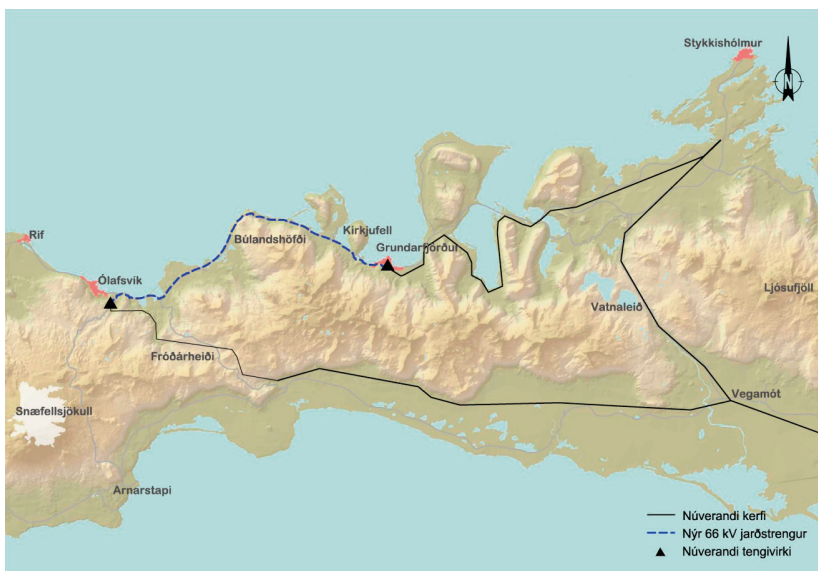 Stykkishólmur
Rif
Kirkjufell
Búlandshöfði
Grundarfjörður
Ólafsvík
Ljósufjöll
Vatnaleið
Fróðárheiði
Vegamót
Snæfellsjökull
Arnarstapi
Núverandi kerfi
Nýr 66 kV jarðstrengur
Núverandi tengivirki